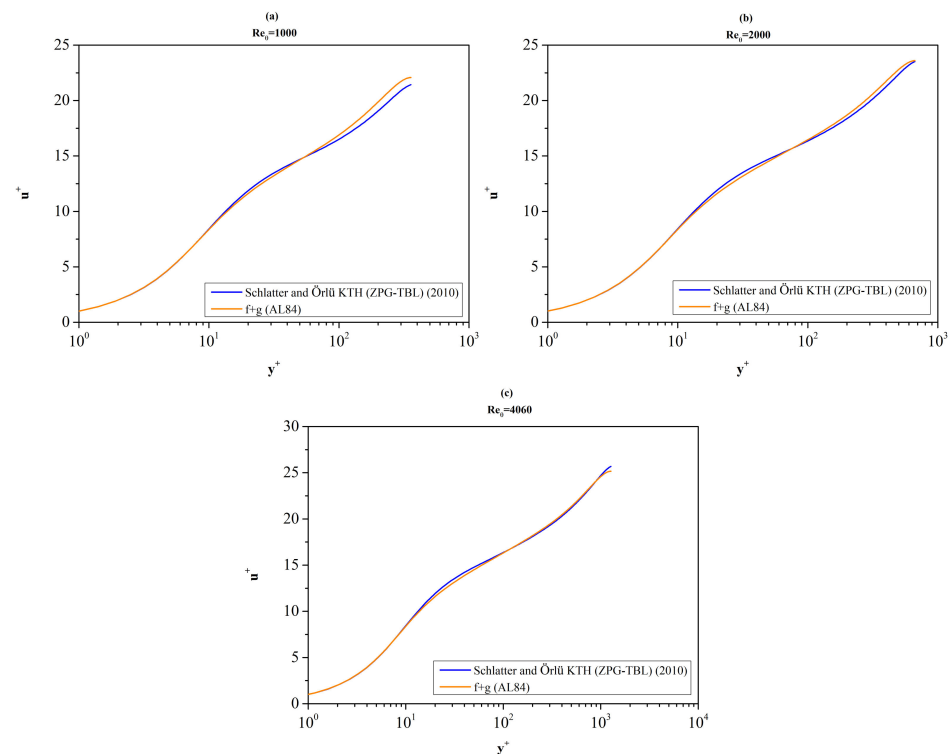 (a)
Re₀=1000
25
20
15
10
5
0
u⁺
10⁰
10¹
10²
10³
y⁺
Schlatter and Örlü KTH (ZPG-TBL) (2010)
f+g (AL84)
(b)
Re₀=2000
25
20
15
10
5
0
u⁺
10⁰
10¹
10²
10³
y⁺
Schlatter and Örlü KTH (ZPG-TBL) (2010)
f+g (AL84)
(c)
Re₀=4060
30
25
20
15
10
5
0
u⁺
10⁰
10¹
10²
10³
10⁴
y⁺
Schlatter and Örlü KTH (ZPG-TBL) (2010)
f+g (AL84)